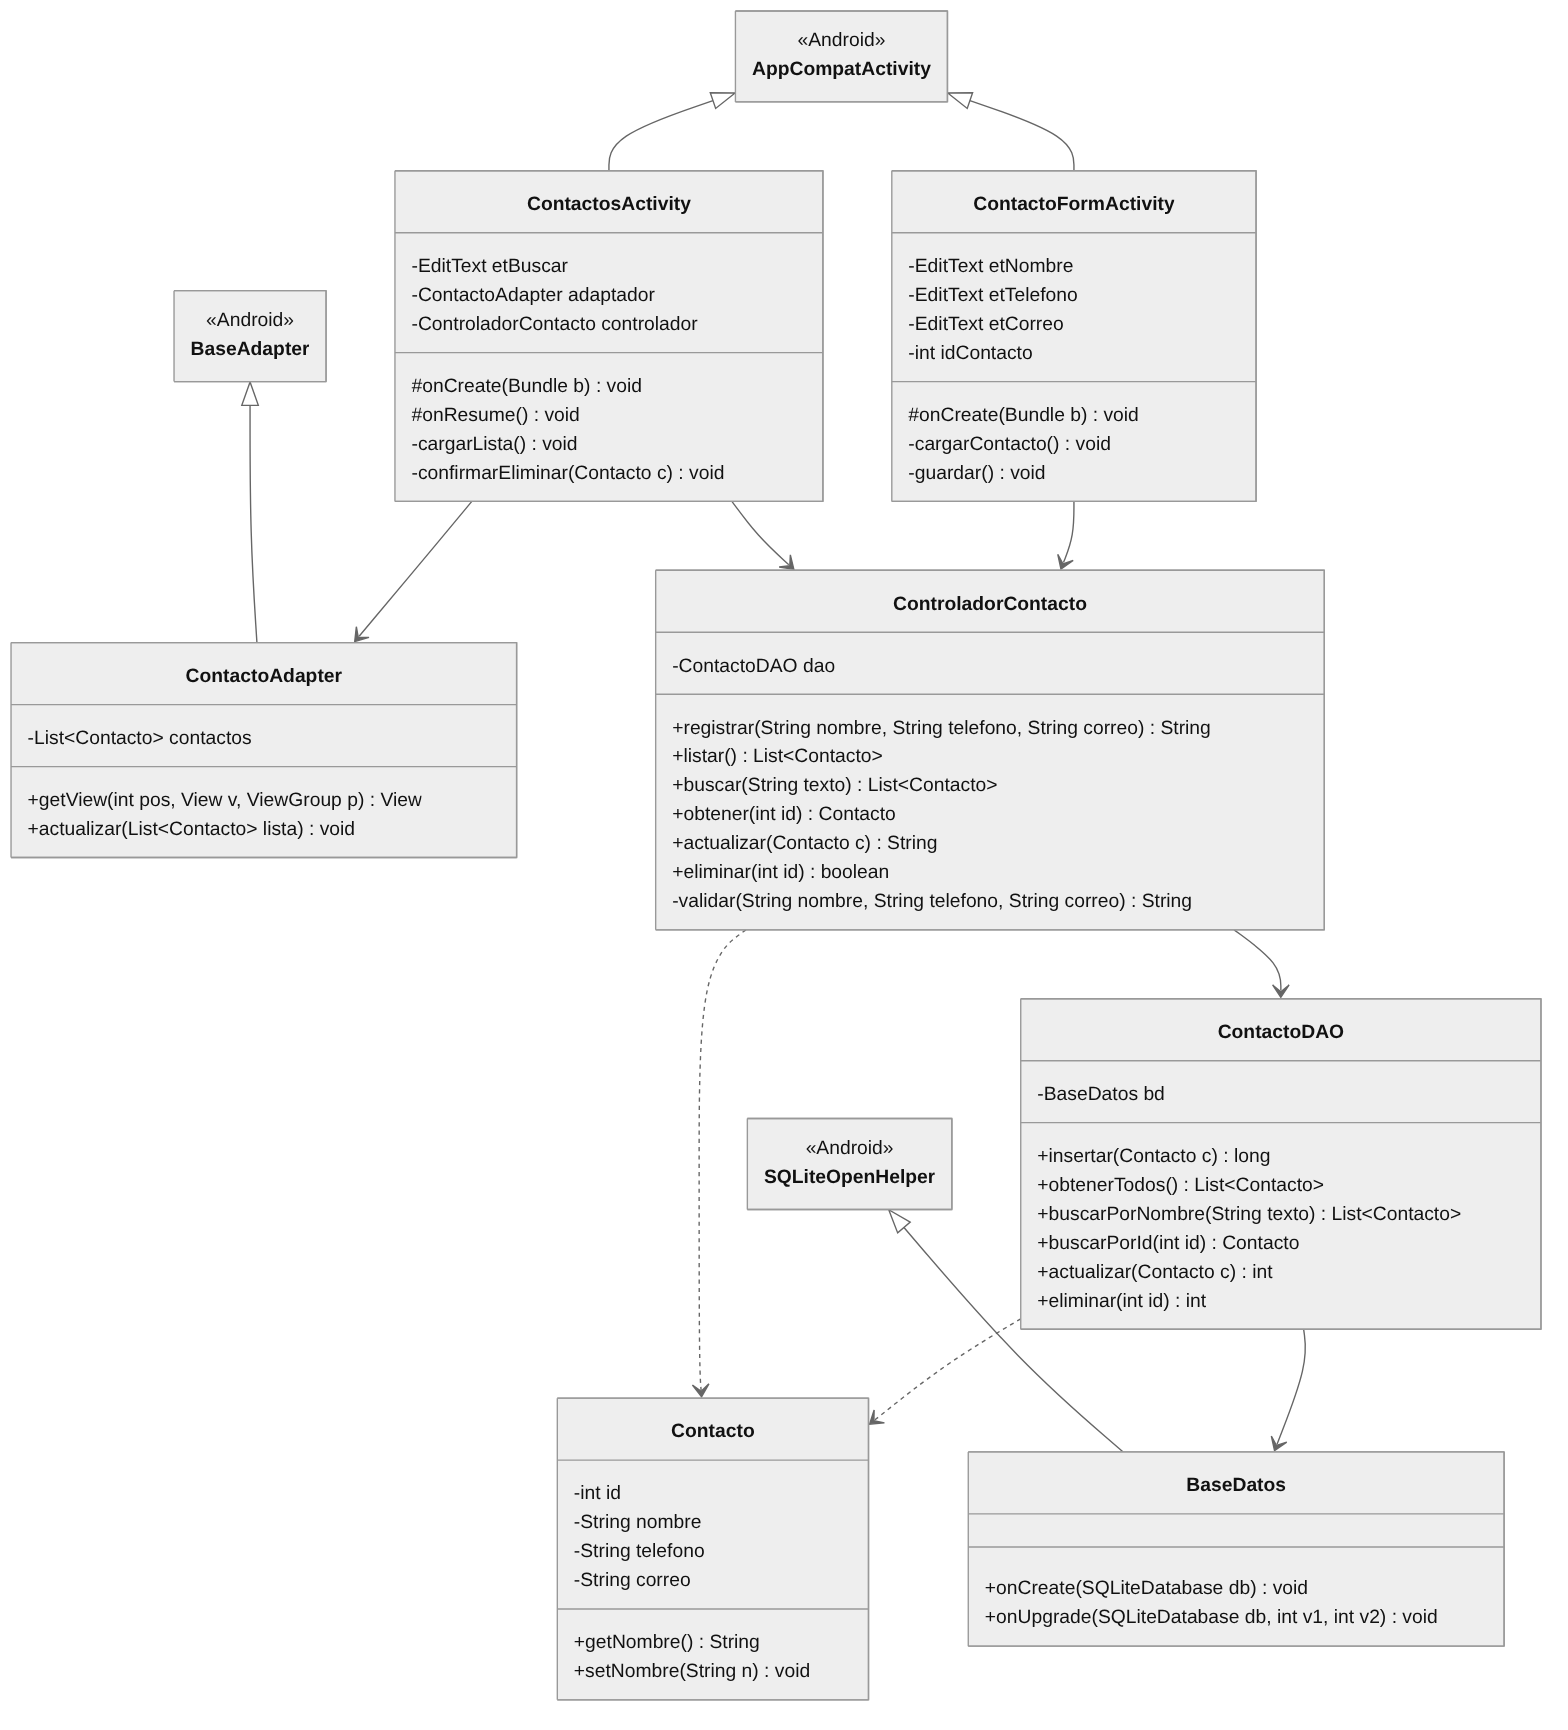 «Android»
AppCompatActivity
ContactosActivity
-EditText etBuscar
-ContactoAdapter adaptador
-ControladorContacto controlador
#onCreate(Bundle b) : void
#onResume() : void
-cargarLista() : void
-confirmarEliminar(Contacto c) : void
ContactoFormActivity
-EditText etNombre
-EditText etTelefono
-EditText etCorreo
-int idContacto
#onCreate(Bundle b) : void
-cargarContacto() : void
-guardar() : void
«Android»
BaseAdapter
ContactoAdapter
-List<Contacto> contactos
+getView(int pos, View v, ViewGroup p) : View
+actualizar(List<Contacto> lista) : void
ControladorContacto
-ContactoDAO dao
+registrar(String nombre, String telefono, String correo) : String
+listar() : List<Contacto>
+buscar(String texto) : List<Contacto>
+obtener(int id) : Contacto
+actualizar(Contacto c) : String
+eliminar(int id) : boolean
-validar(String nombre, String telefono, String correo) : String
ContactoDAO
-BaseDatos bd
+insertar(Contacto c) : long
+obtenerTodos() : List<Contacto>
+buscarPorNombre(String texto) : List<Contacto>
+buscarPorId(int id) : Contacto
+actualizar(Contacto c) : int
+eliminar(int id) : int
«Android»
SQLiteOpenHelper
Contacto
-int id
-String nombre
-String telefono
-String correo
+getNombre() : String
+setNombre(String n) : void
BaseDatos
+onCreate(SQLiteDatabase db) : void
+onUpgrade(SQLiteDatabase db, int v1, int v2) : void